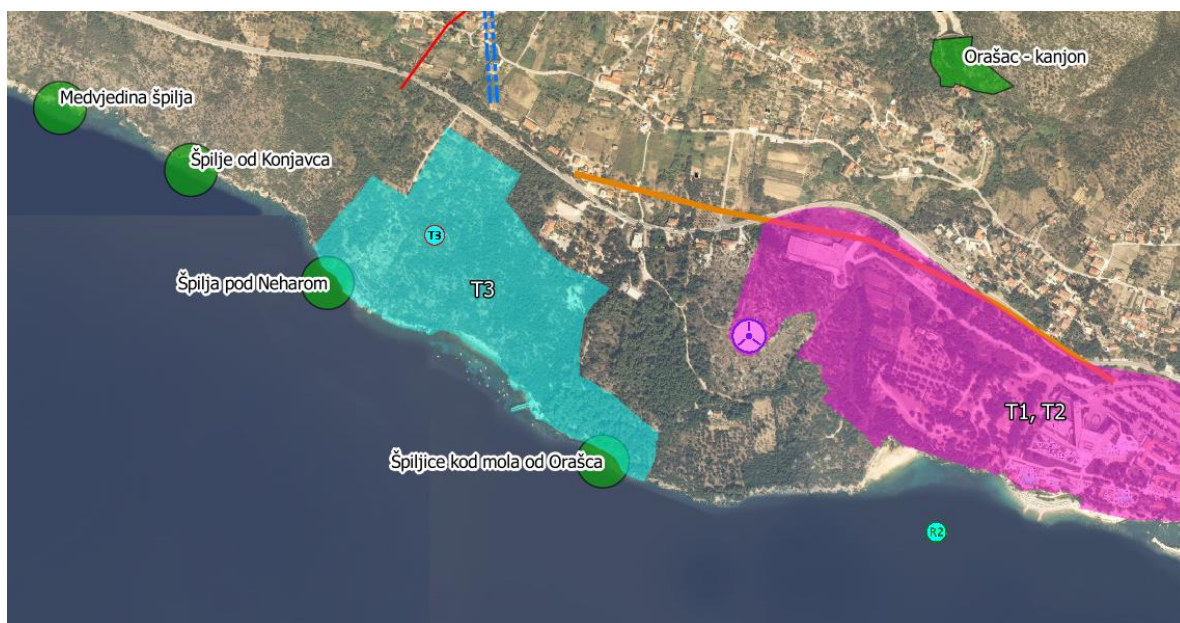 Orašac - kanjon
Medvjedina špilja
Špilje od Konjavca
T3
Špilja pod Neharom
T3
T1, T2
Špiljice kod mola od Orašca
R2